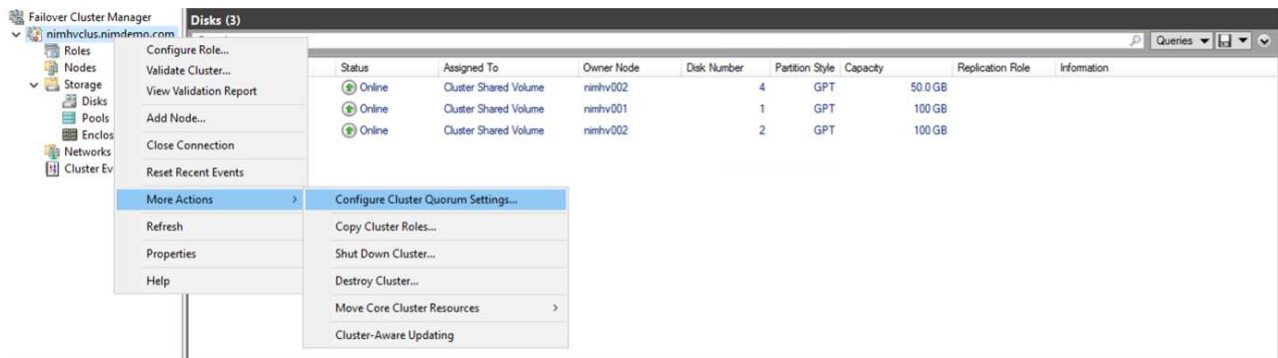 Failover Cluster Manager
nimhvclus.nimdemo.com
Roles
Nodes
Storage
Disks
Pools
Enclos
Networks
Cluster Ev
Configure Role...
Validate Cluster...
View Validation Report
Add Node...
Close Connection
Reset Recent Events
More Actions >
Refresh
Properties
Help
Configure Cluster Quorum Settings...
Copy Cluster Roles...
Shut Down Cluster...
Destroy Cluster...
Move Core Cluster Resources >
Cluster-Aware Updating
Disks (3)
Queries
Status Assigned To Owner Node Disk Number Partition Style Capacity Replication Role Information
Online Cluster Shared Volume nimhv002 4 GPT 50.0 GB
Online Cluster Shared Volume nimhv001 1 GPT 100 GB
Online Cluster Shared Volume nimhv002 2 GPT 100 GB